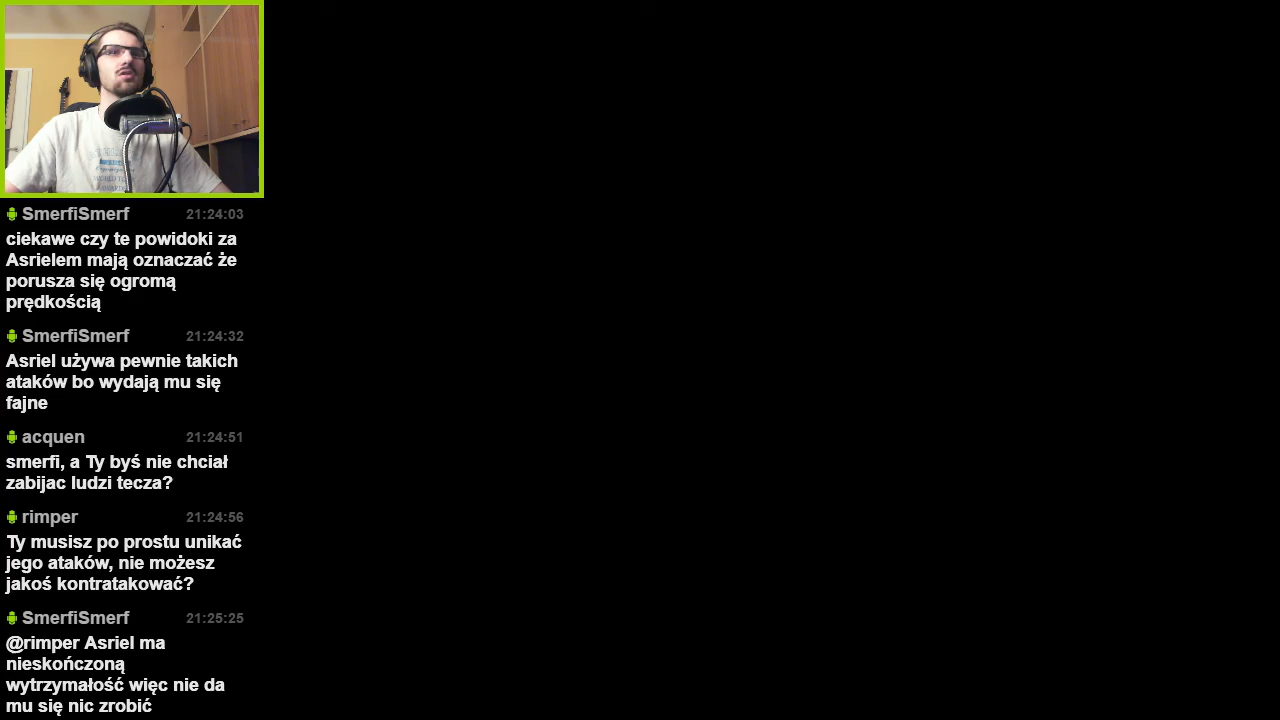 SmerfiSmerf 21:24:03
ciekawe czy te powidoki za
Asrielem mają oznaczać że
porusza się ogromą
prędkością
SmerfiSmerf 21:24:32
Asriel używa pewnie takich
ataków bo wydają mu się
fajne
acquen 21:24:51
smerfi, a Ty byś nie chciał
zabijac ludzi tecza?
rimper 21:24:56
Ty musisz po prostu unikać
jego ataków, nie możesz
jakoś kontratakować?
SmerfiSmerf 21:25:25
@rimper Asriel ma
nieskończoną
wytrzymałość więc nie da
mu się nic zrobić